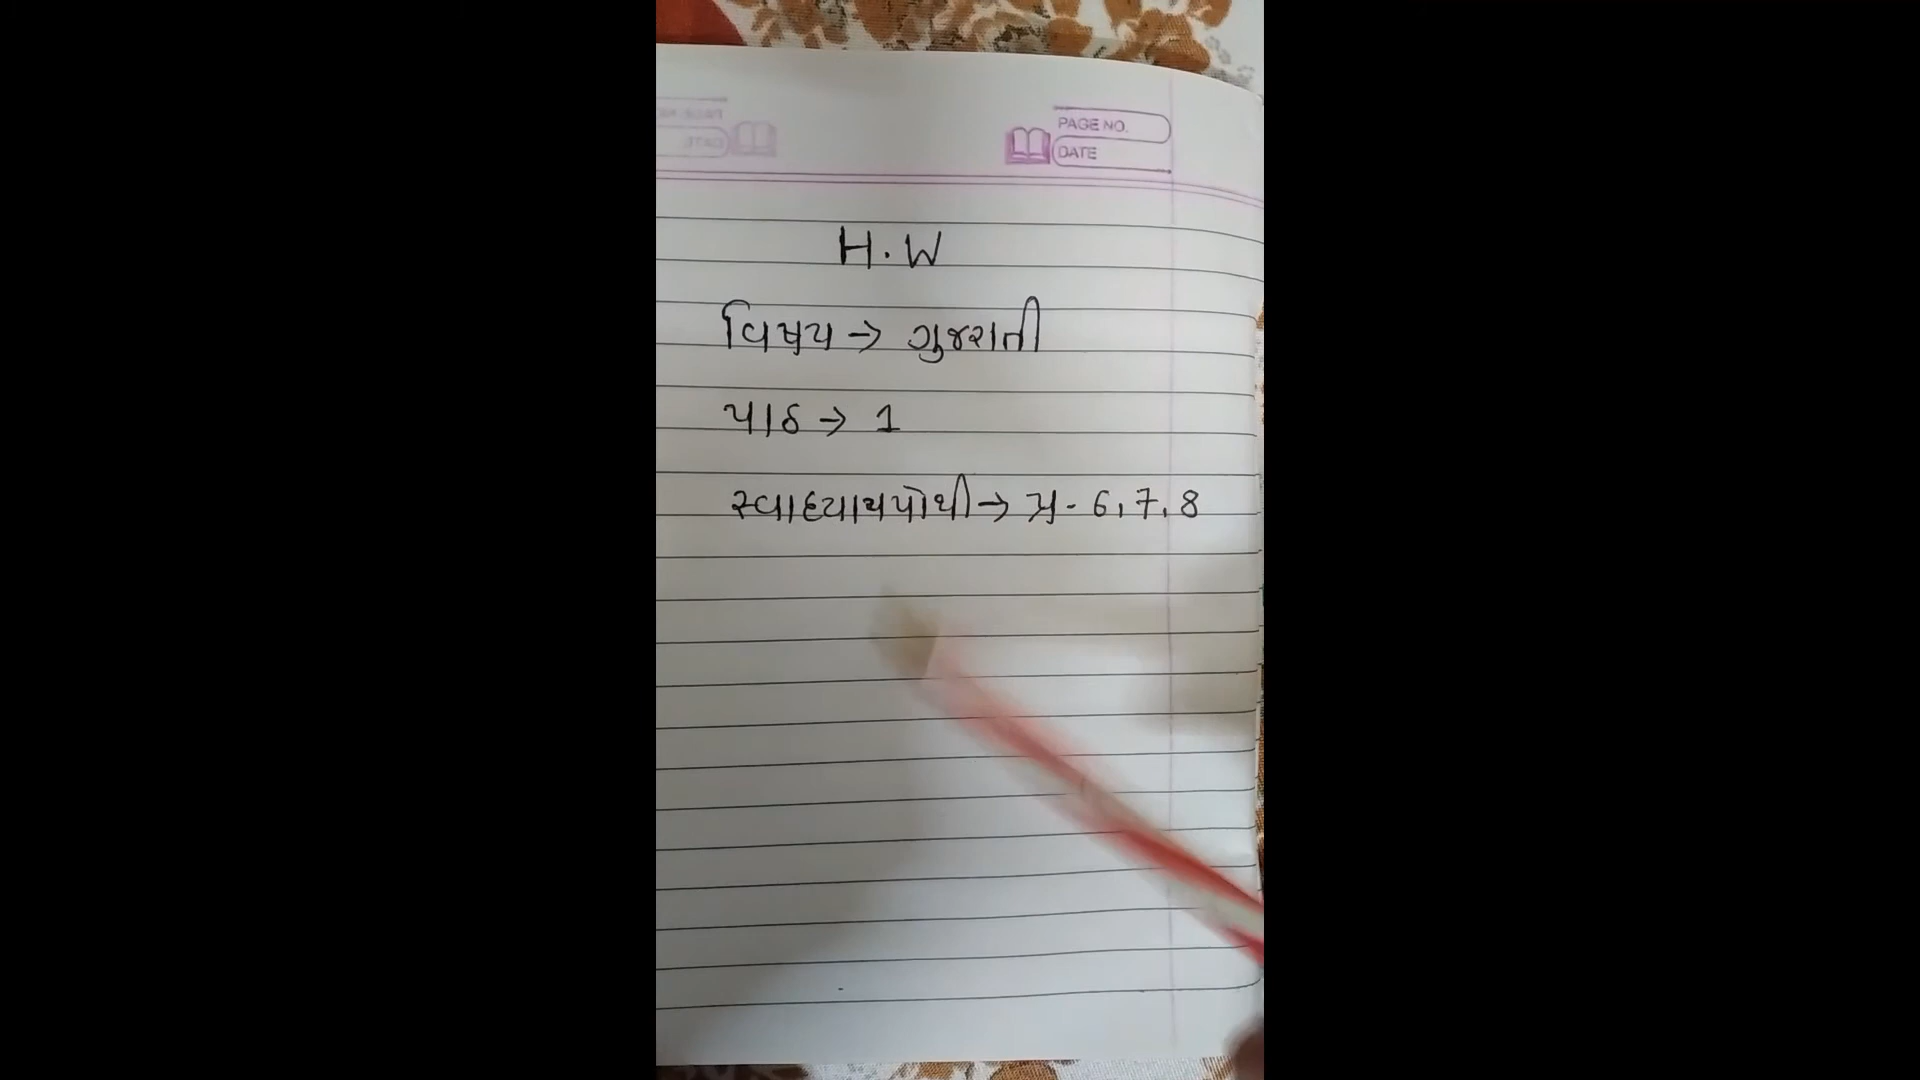 PAGE NO.
DATE
H.W
વિષય → ગુજરાતી
પાઠ → 1
સ્વાધ્યાયપોથી → પ્ર - 6, 7, 8